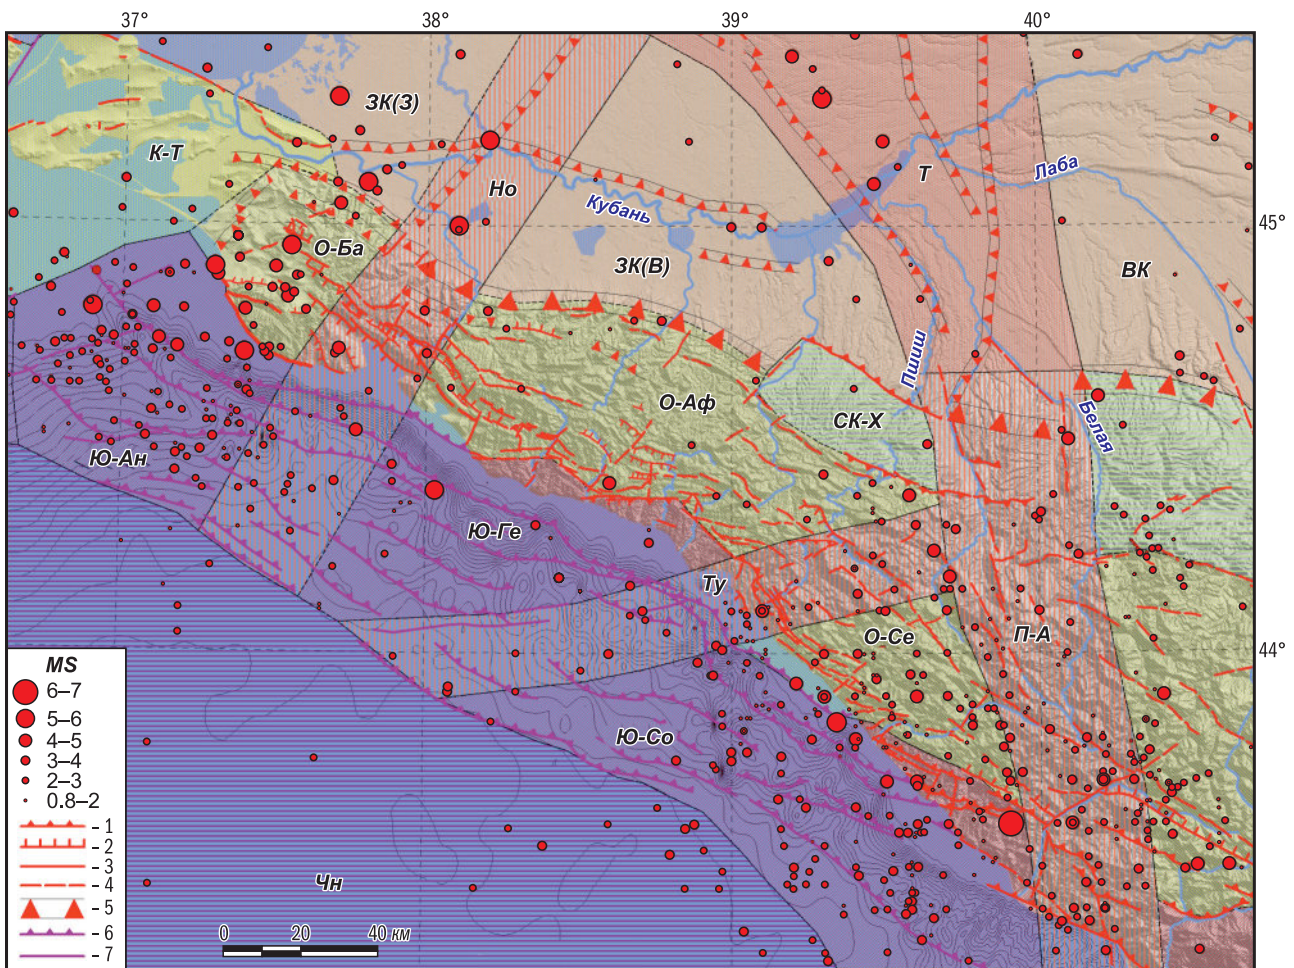 37°
38°
39°
40°
ЗК(З)
К-Т
Но
Т
Лаба
Кубань
45°
О-Ба
ЗК(В)
ВК
Пшиш
О-Аф
СК-Х
Белая
Ю-Ан
Ю-Ге
Ту
О-Се
П-А
44°
Ю-Со
Чн
MS
6–7
5–6
4–5
3–4
2–3
0.8–2
- 1
- 2
- 3
- 4
- 5
- 6
- 7
0 20 40 км